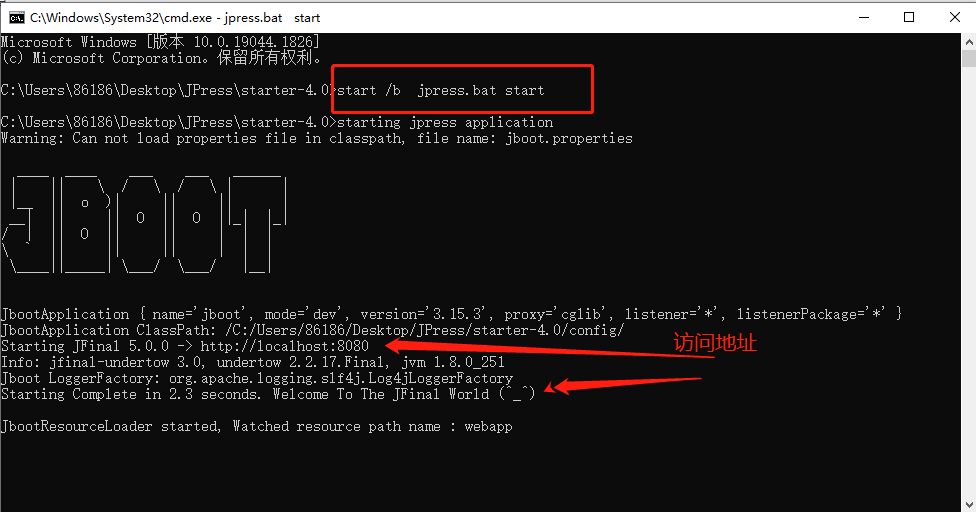 C:\Windows\System32\cmd.exe - jpress.bat start
Microsoft Windows [版本 10.0.19044.1826]
(c) Microsoft Corporation。保留所有权利。
C:\Users\86186\Desktop\JPress\starter-4.0>start /b  jpress.bat start
C:\Users\86186\Desktop\JPress\starter-4.0>starting jpress application
Warning: Can not load properties file in classpath, file name: jboot.properties
JBOOT
JbootApplication { name='jboot', mode='dev', version='3.15.3', proxy='cglib', listener='*', listenerPackage='*' }
JbootApplication ClassPath: /C:/Users/86186/Desktop/JPress/starter-4.0/config/
Starting JFinal 5.0.0 -> http://localhost:8080
访问地址
Info: jfinal-undertow 3.0, undertow 2.2.17.Final, jvm 1.8.0_251
Jboot LoggerFactory: org.apache.logging.slf4j.Log4jLoggerFactory
Starting Complete in 2.3 seconds. Welcome To The JFinal World (^_^)
JbootResourceLoader started, Watched resource path name : webapp